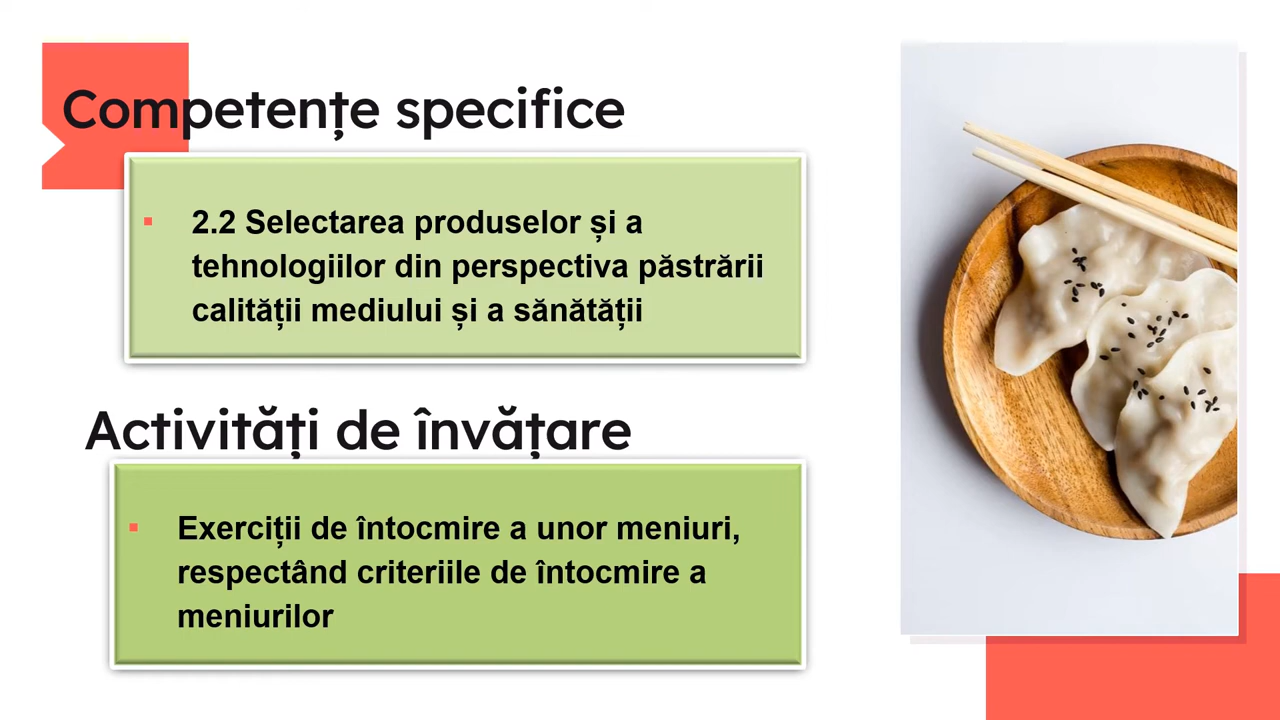 Competențe specifice
2.2 Selectarea produselor și a
tehnologiilor din perspectiva păstrării
calității mediului și a sănătății
Activități de învățare
Exerciții de întocmire a unor meniuri,
respectând criteriile de întocmire a
meniurilor